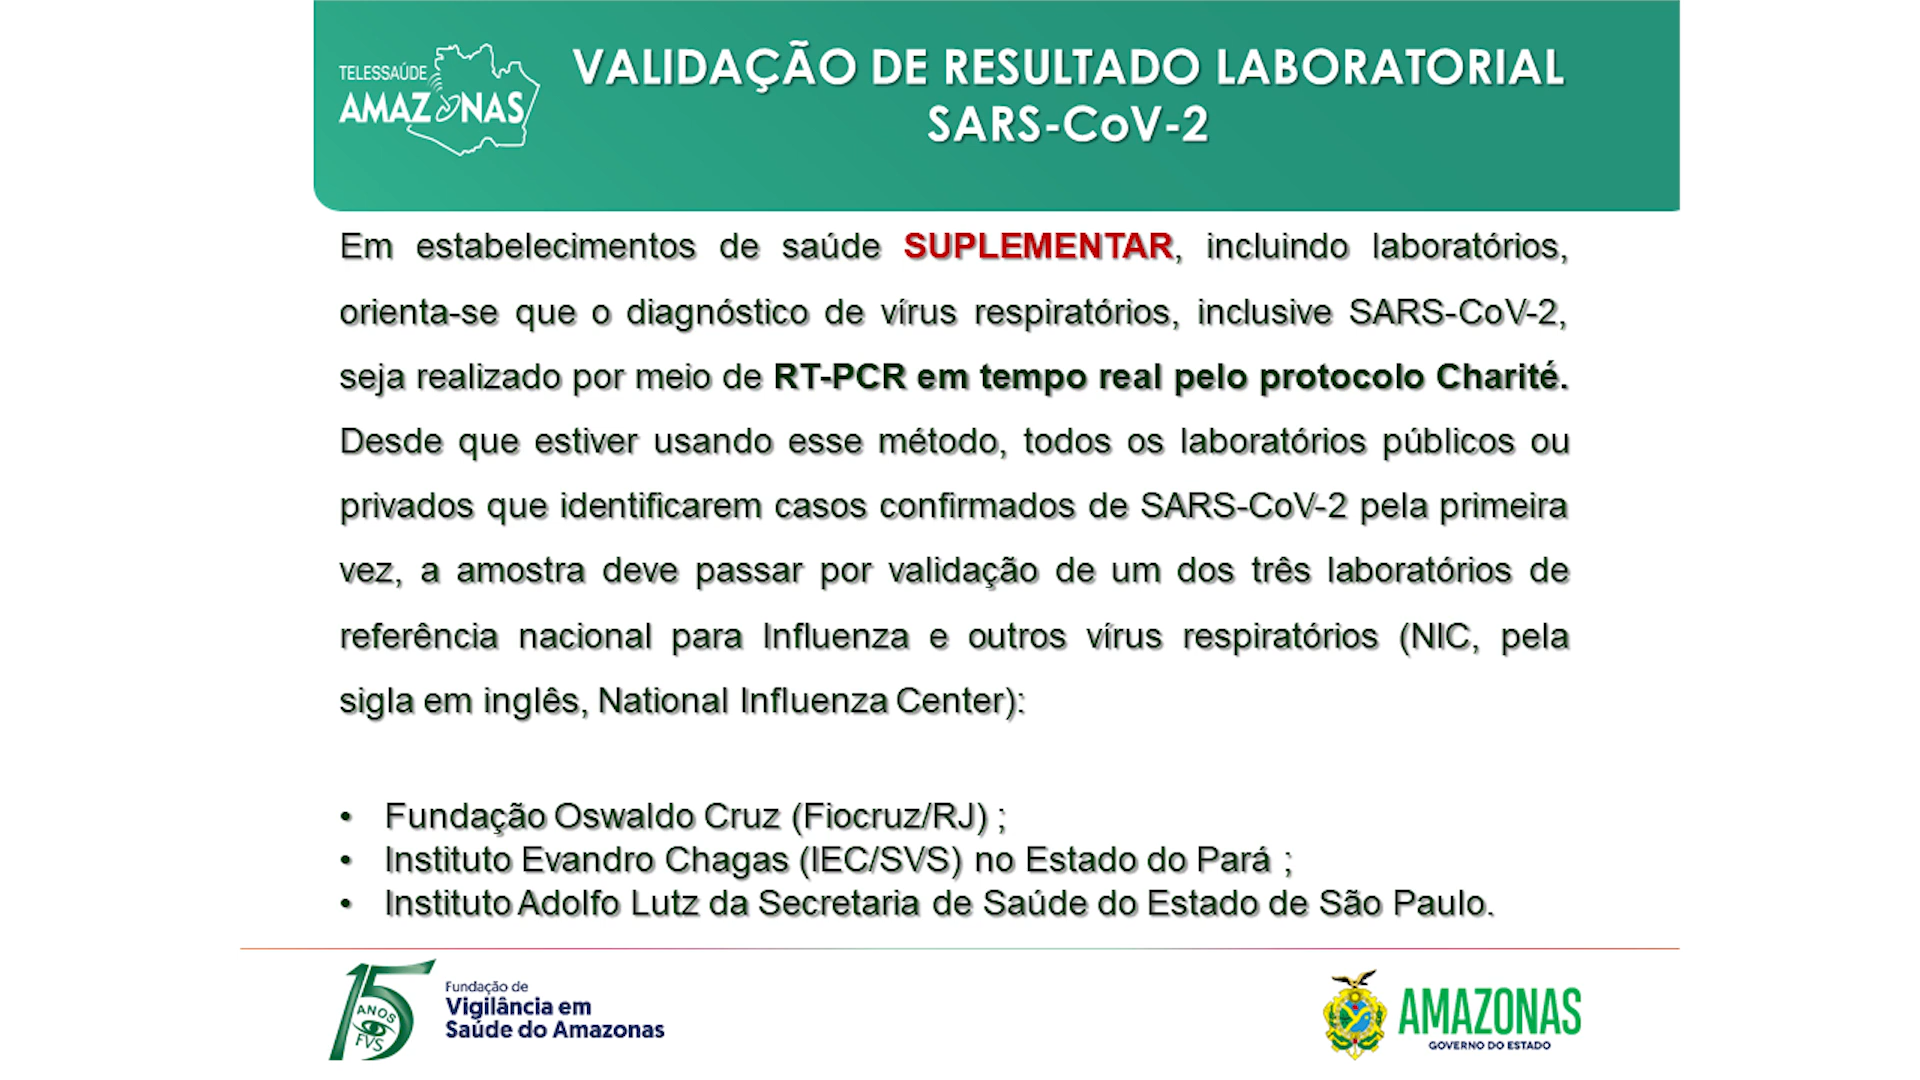 TELESSAÚDE
AMAZONAS
VALIDAÇÃO DE RESULTADO LABORATORIAL
SARS-CoV-2
Em estabelecimentos de saúde SUPLEMENTAR, incluindo laboratórios,
orienta-se que o diagnóstico de vírus respiratórios, inclusive SARS-CoV-2,
seja realizado por meio de RT-PCR em tempo real pelo protocolo Charité.
Desde que estiver usando esse método, todos os laboratórios públicos ou
privados que identificarem casos confirmados de SARS-CoV-2 pela primeira
vez, a amostra deve passar por validação de um dos três laboratórios de
referência nacional para Influenza e outros vírus respiratórios (NIC, pela
sigla em inglês, National Influenza Center):
• Fundação Oswaldo Cruz (Fiocruz/RJ) ;
• Instituto Evandro Chagas (IEC/SVS) no Estado do Pará ;
• Instituto Adolfo Lutz da Secretaria de Saúde do Estado de São Paulo.
15
ANOS
FVS
Fundação de
Vigilância em
Saúde do Amazonas
AMAZONAS
GOVERNO DO ESTADO